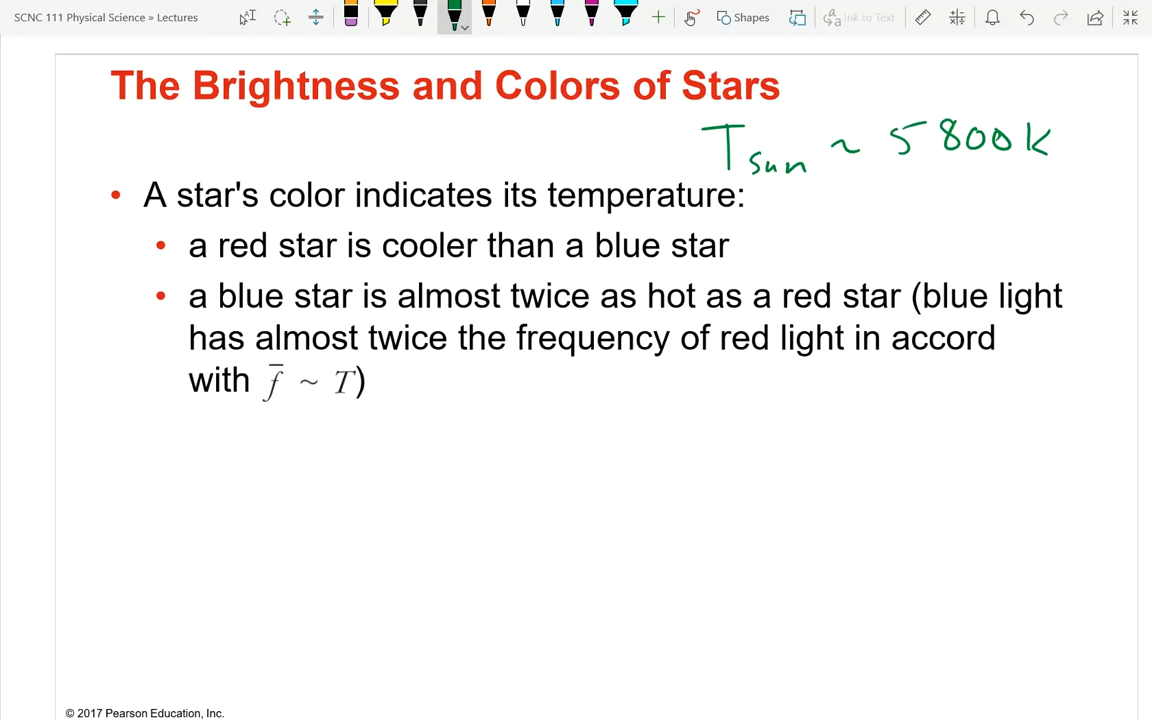 SCNC 111 Physical Science » Lectures
Shapes
Ink to Text
The Brightness and Colors of Stars
T sun ~ 5800k
• A star's color indicates its temperature:
• a red star is cooler than a blue star
• a blue star is almost twice as hot as a red star (blue light
has almost twice the frequency of red light in accord
with f̄ ~ T)
© 2017 Pearson Education, Inc.